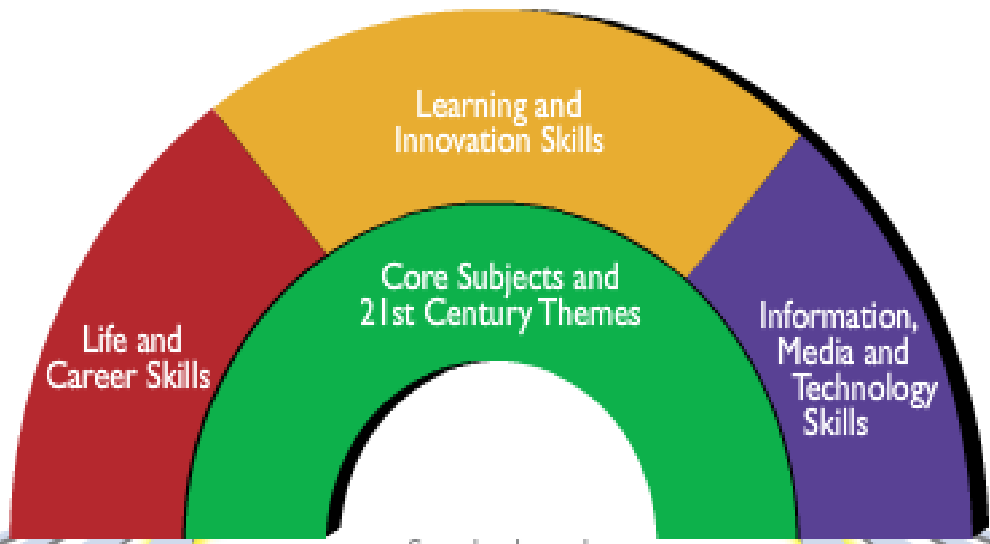 Learning and
Innovation Skills
Core Subjects and
21st Century Themes
Life and
Career Skills
Information,
Media and
Technology
Skills